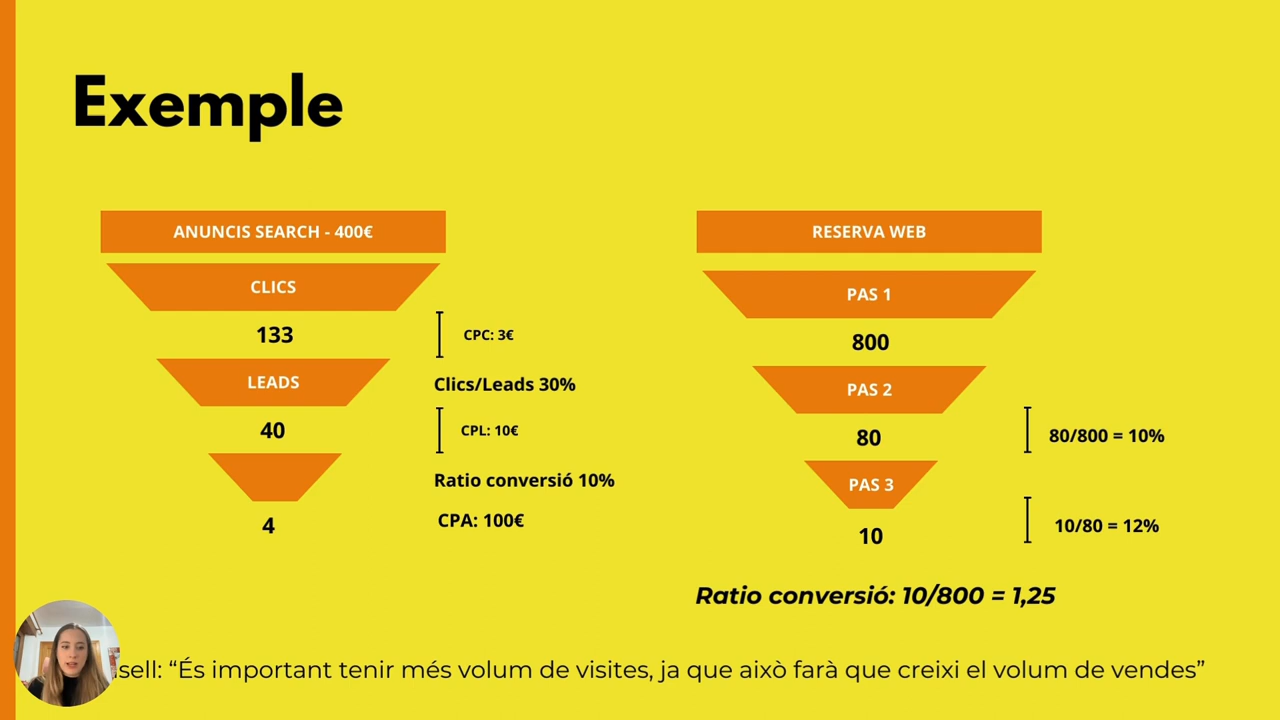 Exemple
ANUNCIS SEARCH - 400€
CLICS
133
CPC: 3€
LEADS
Clics/Leads 30%
40
CPL: 10€
Ratio conversió 10%
4
CPA: 100€
RESERVA WEB
PAS 1
800
PAS 2
80
80/800 = 10%
PAS 3
10
10/80 = 12%
Ratio conversió: 10/800 = 1,25
“És important tenir més volum de visites, ja que això farà que creixi el volum de vendes”